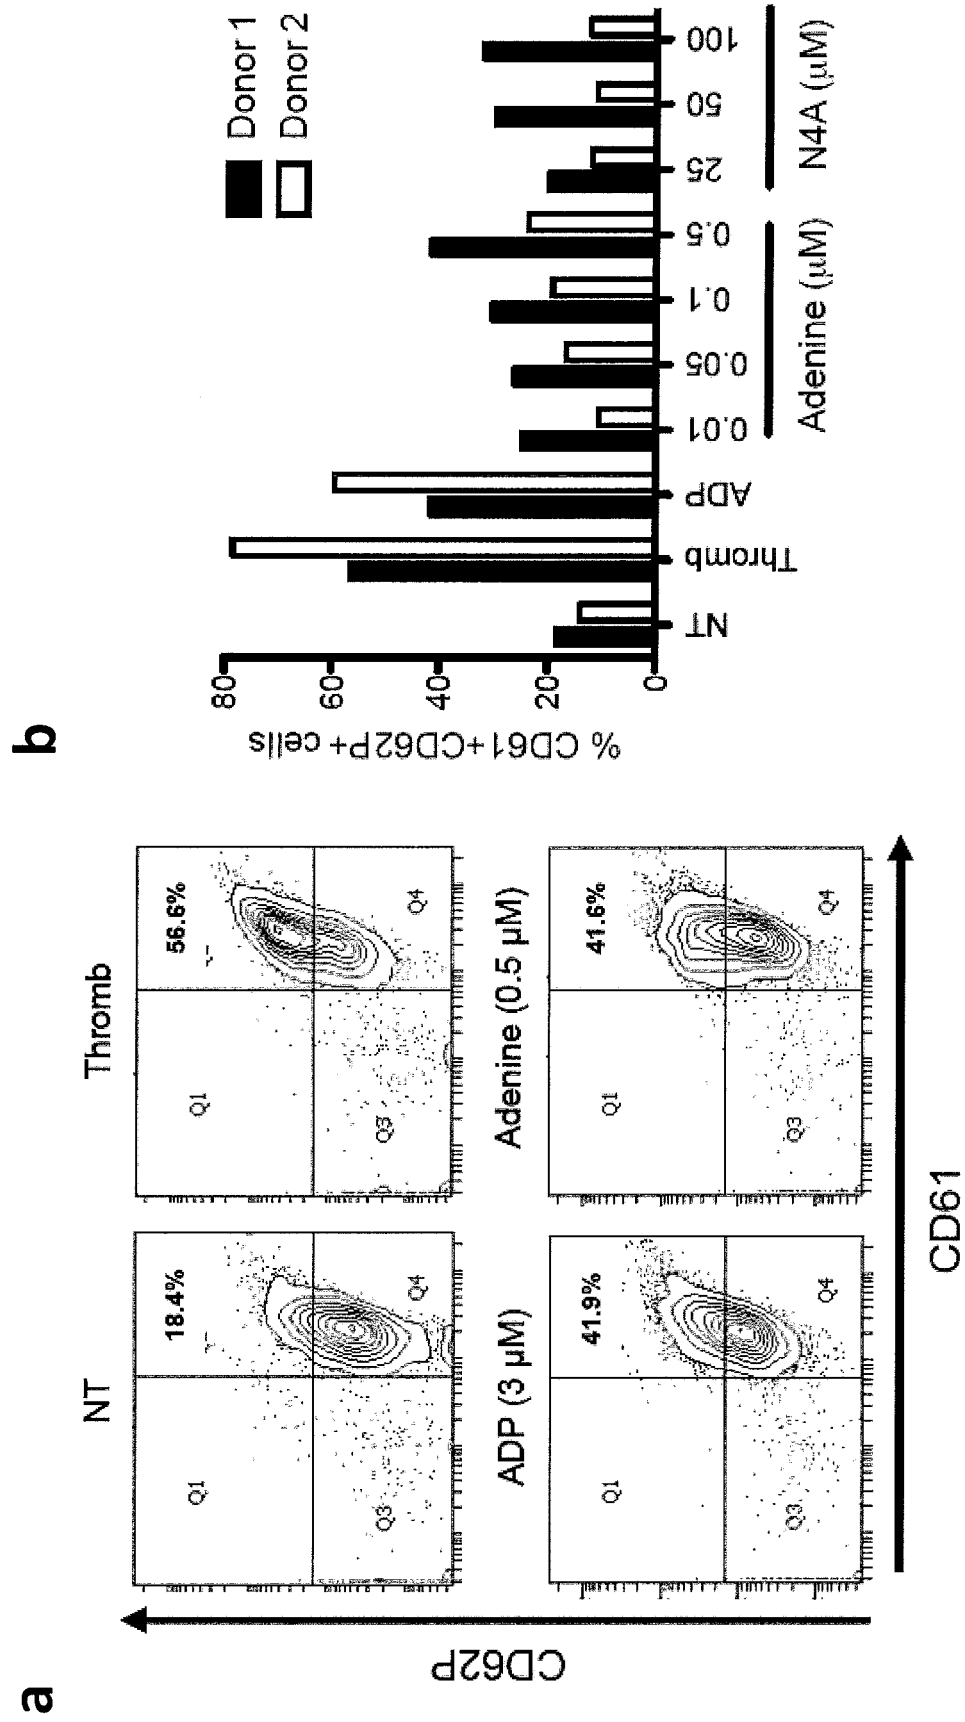 a
CD62P
NT
Thromb
18.4%
Q1
Q3
Q4
56.6%
Q1
Q3
Q4
ADP (3 µM)
Adenine (0.5 µM)
41.9%
Q1
Q3
Q4
41.6%
Q1
Q3
Q4
CD61
b
% CD61+CD62P+ cells
80
60
40
20
0
Donor 1
Donor 2
NT
Thromb
ADP
0.01
0.05
0.1
0.5
25
50
100
Adenine (µM)
N4A (µM)